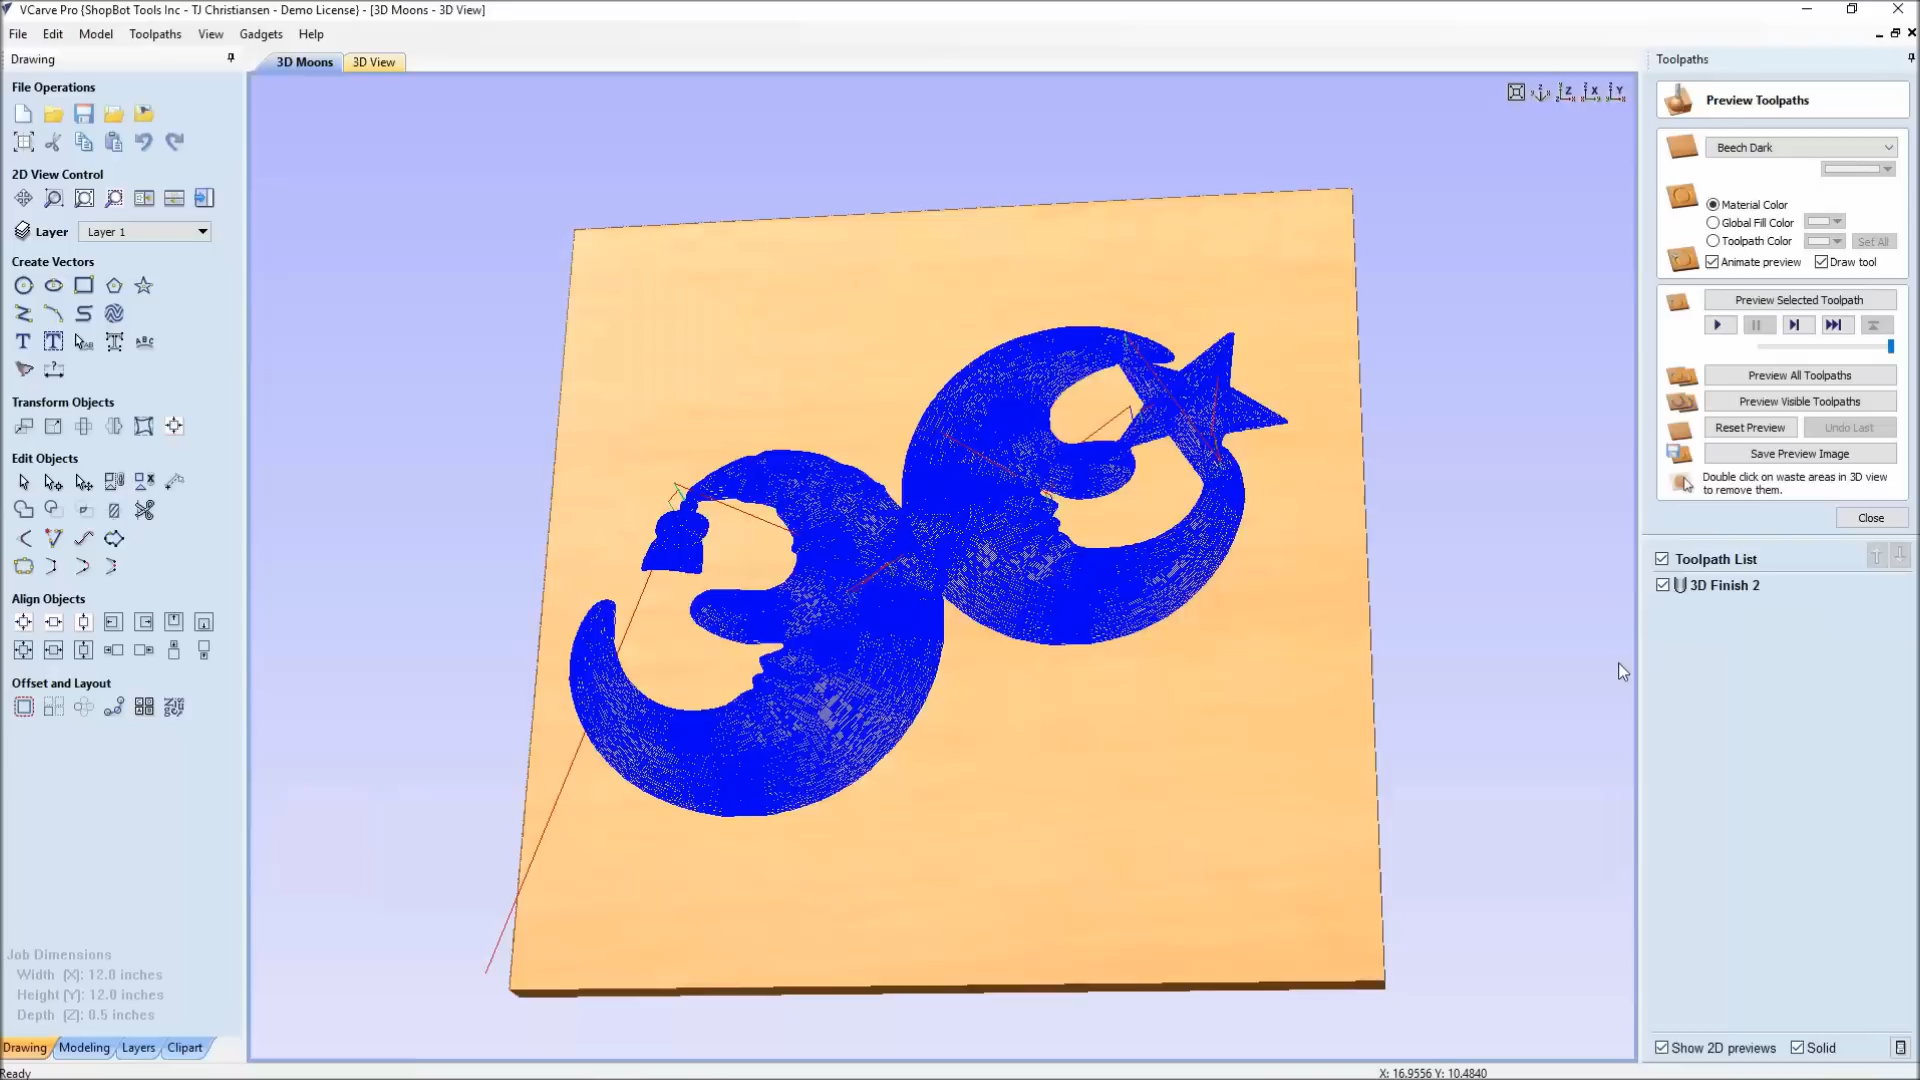 VCarve Pro {ShopBot Tools Inc - TJ Christiansen - Demo License} - [3D Moons - 3D View]
File Edit Model Toolpaths View Gadgets Help
Drawing
File Operations
2D View Control
Layer Layer 1
Create Vectors
Transform Objects
Edit Objects
Align Objects
Offset and Layout
Job Dimensions
Width (X): 12.0 inches
Height (Y): 12.0 inches
Depth (Z): 0.5 inches
Drawing Modeling Layers Clipart
Ready
3D Moons 3D View
Toolpaths
Preview Toolpaths
Beech Dark
Material Color
Global Fill Color
Toolpath Color Set All
Animate preview Draw tool
Preview Selected Toolpath
Preview All Toolpaths
Preview Visible Toolpaths
Reset Preview Undo Last
Save Preview Image
Double click on waste areas in 3D view
to remove them.
Close
Toolpath List
3D Finish 2
Show 2D previews Solid
X: 16.9556 Y: 10.4840